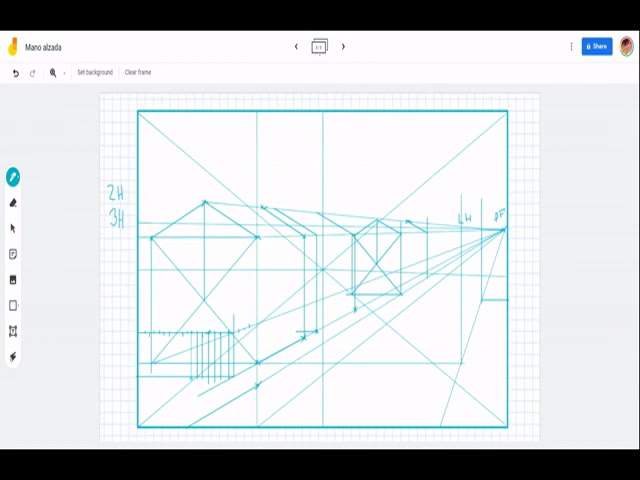 Mano alzada
Share
Set background
Clear frame
2H
3H
LH
PF